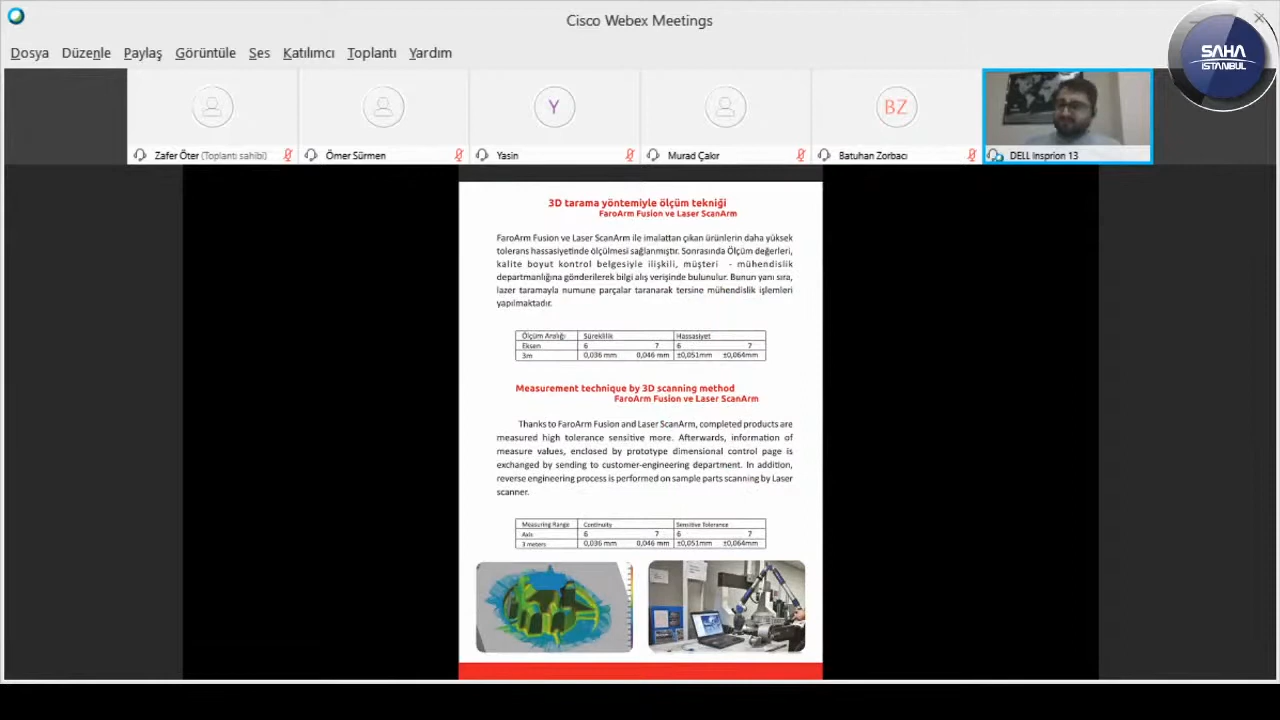 Cisco Webex Meetings
SAHA
İSTANBUL
Dosya Düzenle Paylaş Görüntüle Ses Katılımcı Toplantı Yardım
Y
BZ
Zafer Öter (Toplantı sahibi)
Ömer Sürmen
Yasin
Murad Çakır
Batuhan Zorbacı
DELL Insprion 13
3D tarama yöntemiyle ölçüm tekniği
FaroArm Fusion ve Laser ScanArm
FaroArm Fusion ve Laser ScanArm ile imalattan çıkan ürünlerin daha yüksek
tolerans hassasiyetinde ölçülmesi sağlanmıştır. Sonrasında Ölçüm değerleri,
kalite boyut kontrol belgesiyle ilişkili, müşteri - mühendislik
departmanlığına gönderilerek bilgi alış verişinde bulunulur. Bunun yanı sıra,
lazer taramayla numune parçalar taranarak tersine mühendislik işlemleri
yapılmaktadır.
Ölçüm Aralığı Süreklilik Hassasiyet
Eksen 6 7 6 7
3m 0,036 mm 0,046 mm ±0,051mm ±0,064mm
Measurement technique by 3D scanning method
FaroArm Fusion ve Laser ScanArm
Thanks to FaroArm Fusion and Laser ScanArm, completed products are
measured high tolerance sensitive more. Afterwards, information of
measure values, enclosed by prototype dimensional control page is
exchanged by sending to customer-engineering department. In addition,
reverse engineering process is performed on sample parts scanning by Laser
scanner.
Measuring Range Continuity Sensitive Tolerance
Axis 6 7 6 7
3 meters 0,036 mm 0,046 mm ±0,051mm ±0,064mm